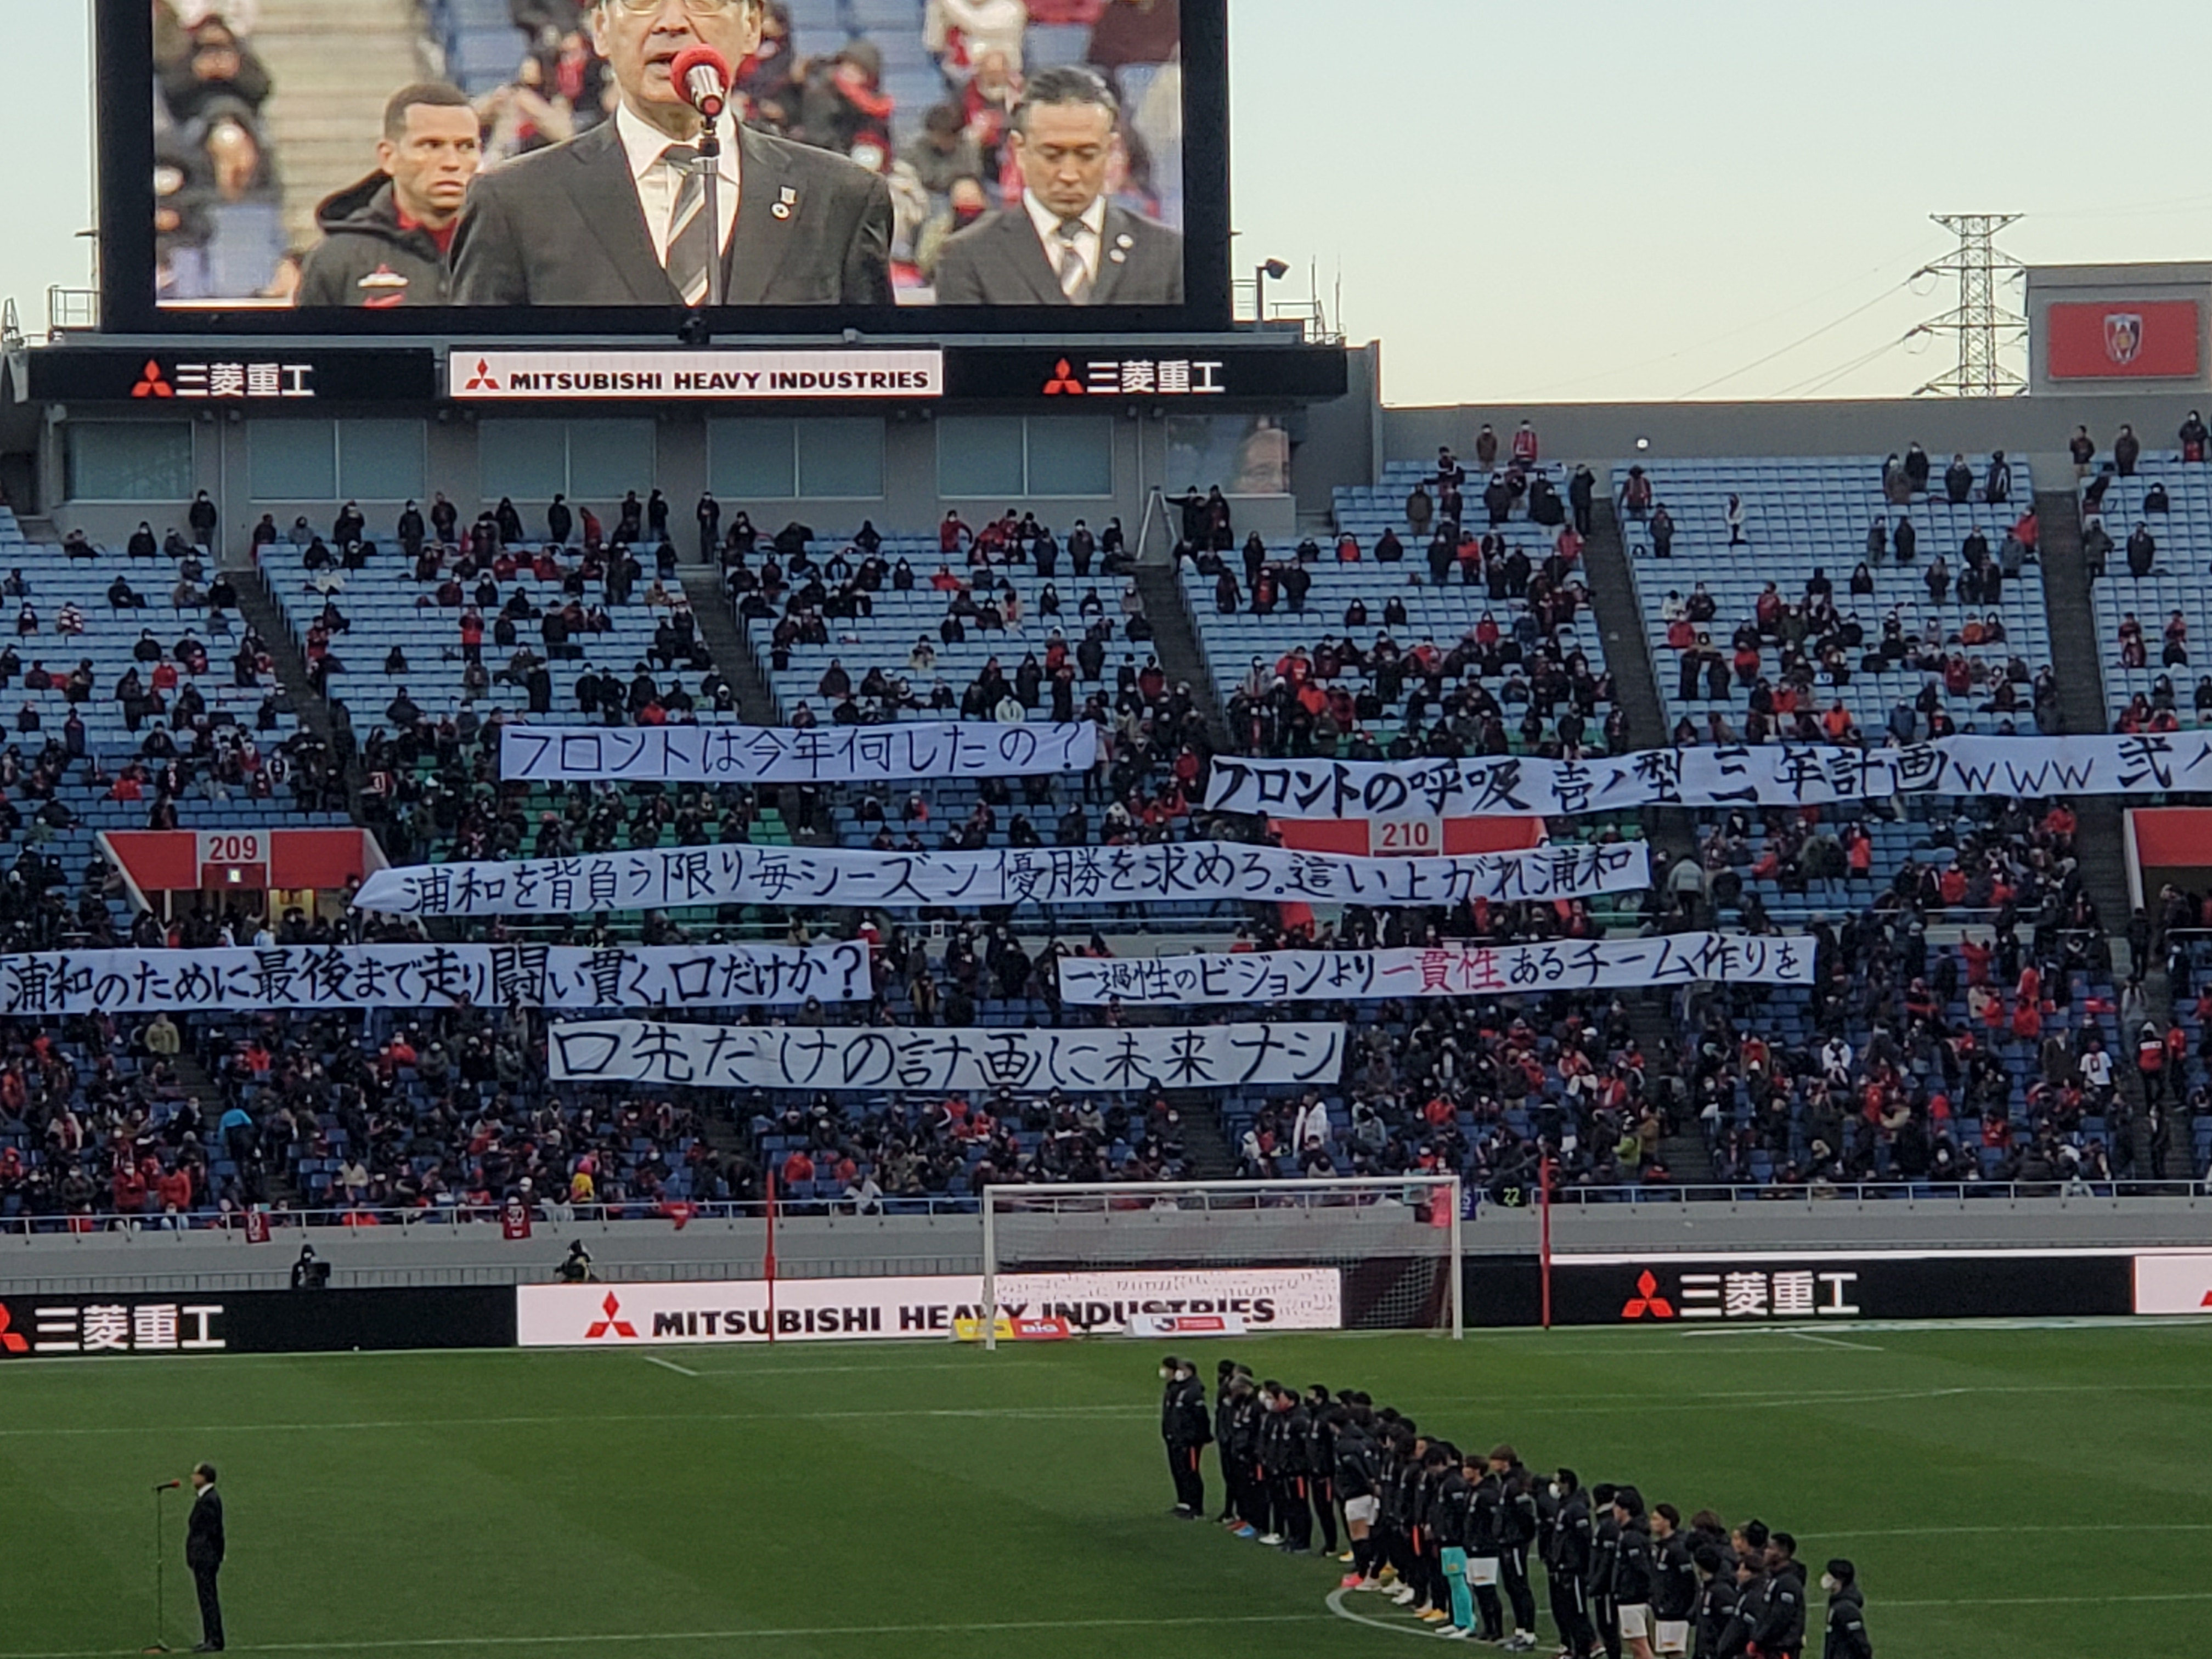 三菱重工
MITSUBISHI HEAVY INDUSTRIES
三菱重工
フロントは今年何したの？
フロントの呼吸 壱ノ型 三年計画www 弐ノ
209
210
浦和を背負う限り毎シーズン優勝を求めろ。這い上がれ浦和
浦和のために最後まで走り闘い貫く、口だけか？
一過性のビジョンより一貫性あるチーム作りを
口先だけの計画に未来ナシ
22
三菱重工
MITSUBISHI HEAVY INDUSTRIES
BIG
三菱重工